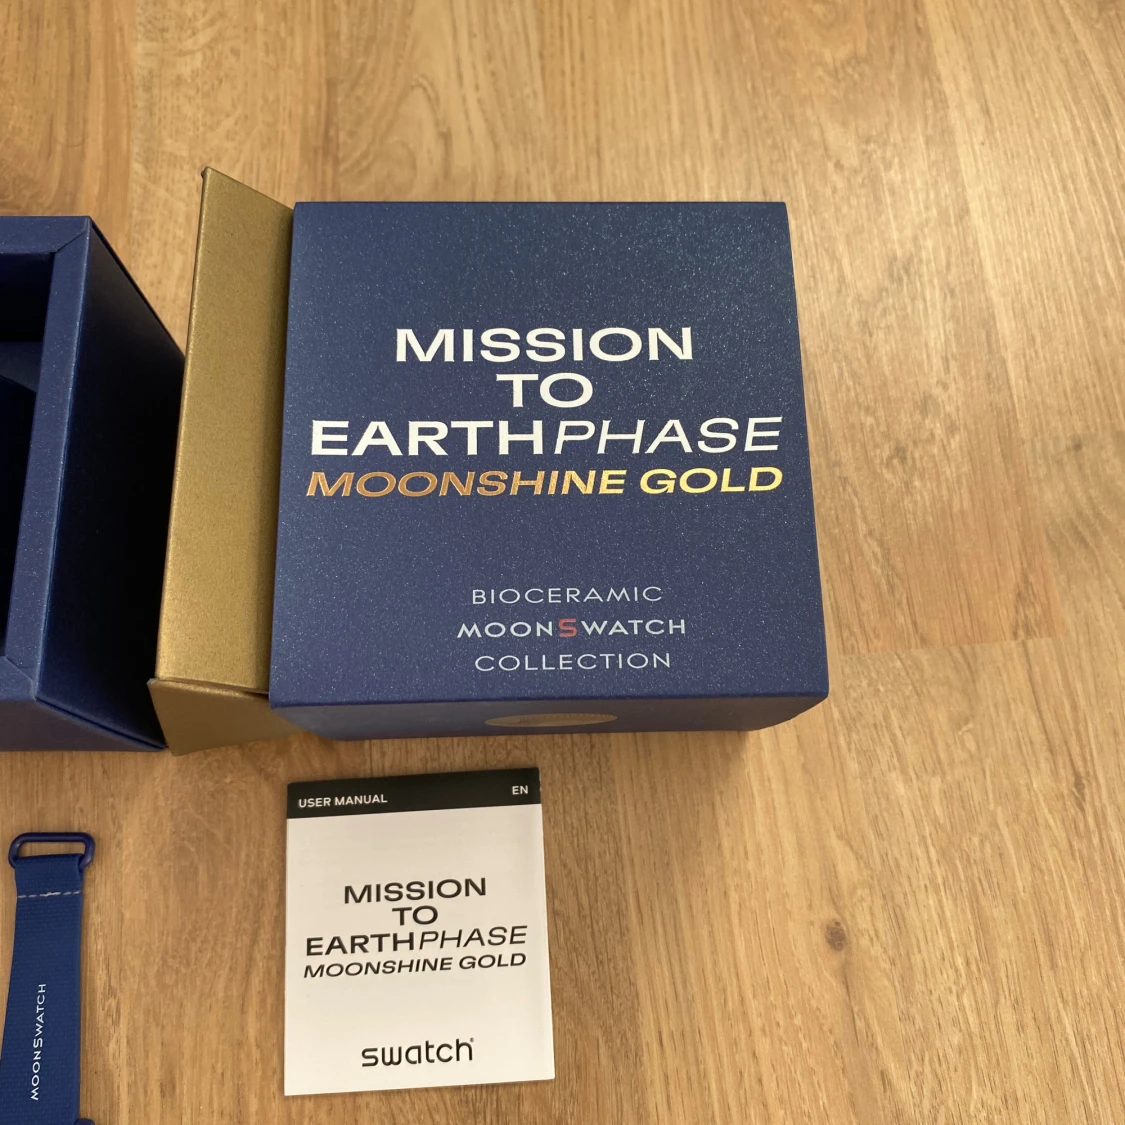 MISSION
TO
EARTHPHASE
MOONSHINE GOLD
BIOCERAMIC
MOONSWATCH
COLLECTION
USER MANUAL EN
MISSION
TO
EARTHPHASE
MOONSHINE GOLD
swatch
MOONSWATCH